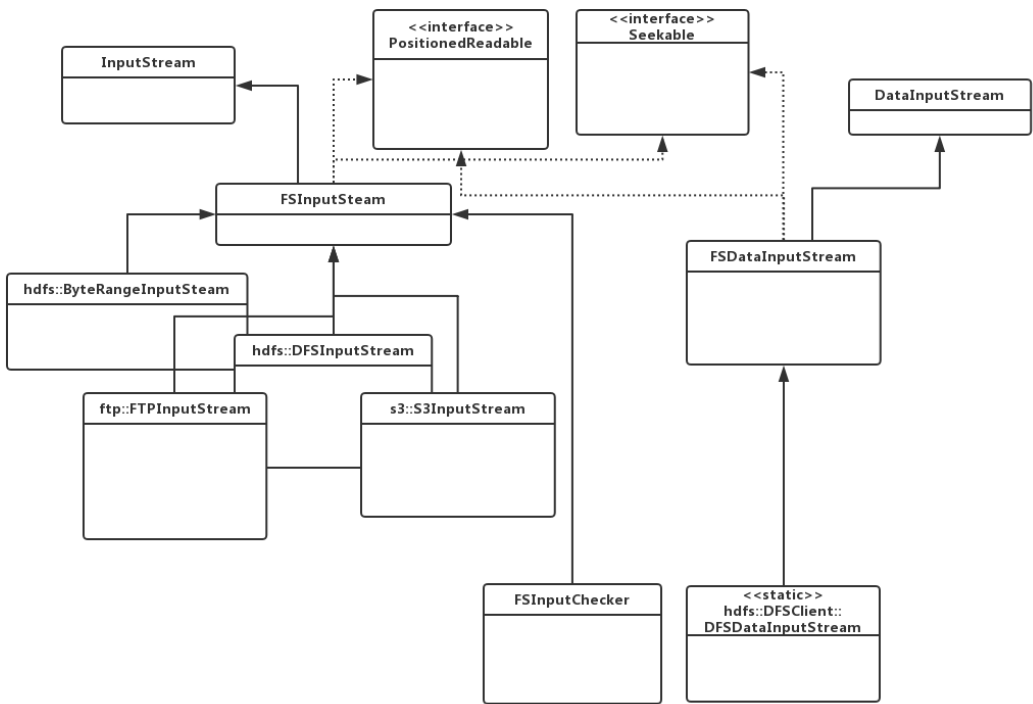 <<interface>>
PositionedReadable
<<interface>>
Seekable
InputStream
DataInputStream
FSInputSteam
FSDataInputStream
hdfs::ByteRangeInputSteam
hdfs::DFSInputStream
ftp::FTPInputStream
s3::S3InputStream
FSInputChecker
<<static>>
hdfs::DFSClient::
DFSDataInputStream